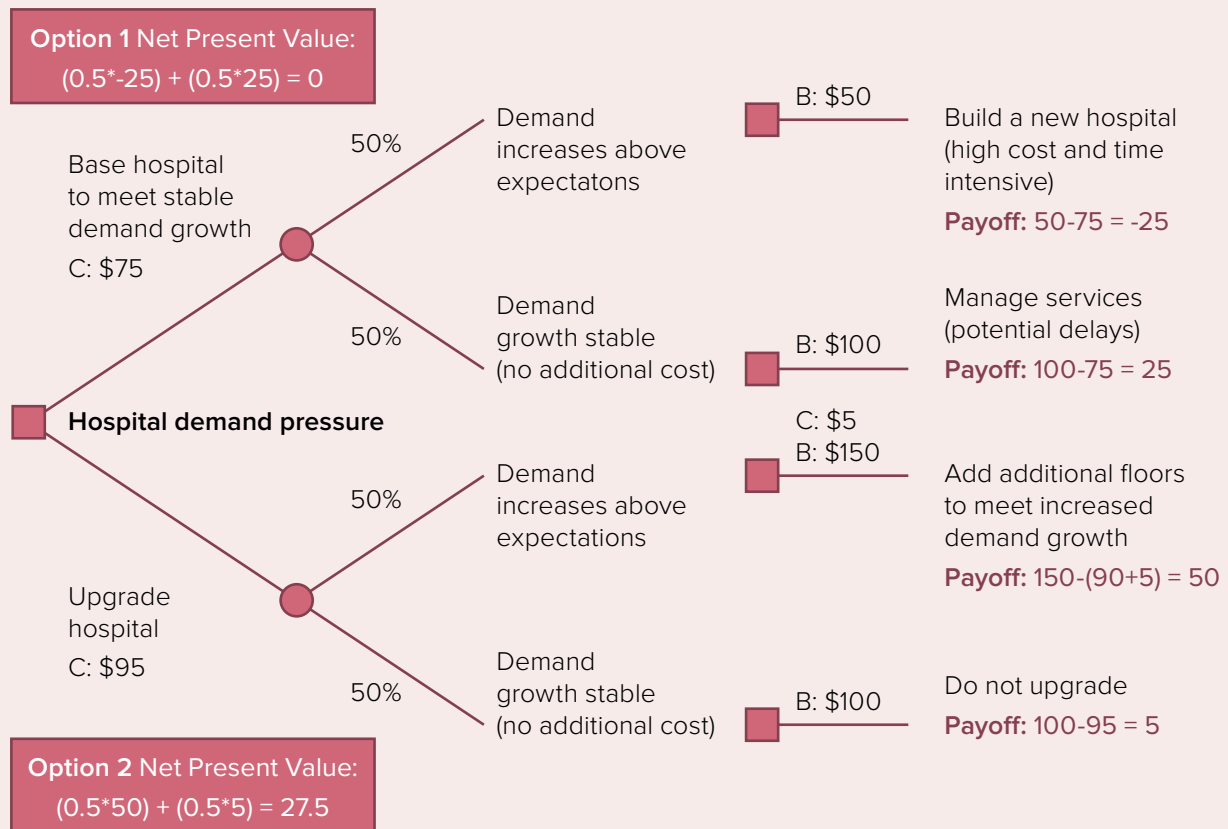 Option 1 Net Present Value:
(0.5*-25) + (0.5*25) = 0
Base hospital
to meet stable
demand growth
C: $75
50%
Demand
increases above
expectatons
B: $50
Build a new hospital
(high cost and time
intensive)
Payoff: 50-75 = -25
50%
Demand
growth stable
(no additional cost)
B: $100
Manage services
(potential delays)
Payoff: 100-75 = 25
Hospital demand pressure
Upgrade
hospital
C: $95
50%
Demand
increases above
expectations
C: $5
B: $150
Add additional floors
to meet increased
demand growth
Payoff: 150-(90+5) = 50
50%
Demand
growth stable
(no additional cost)
B: $100
Do not upgrade
Payoff: 100-95 = 5
Option 2 Net Present Value:
(0.5*50) + (0.5*5) = 27.5